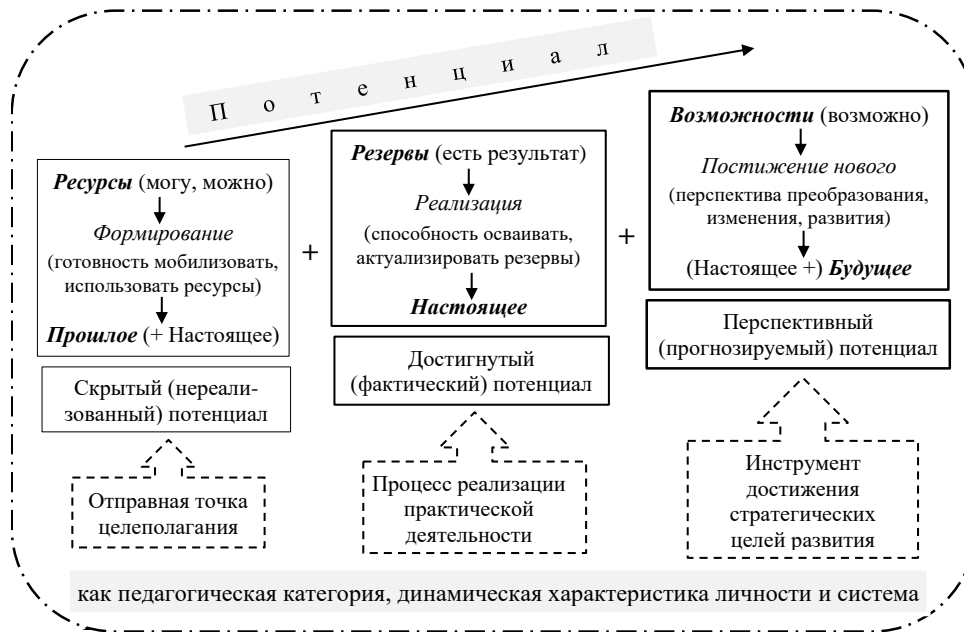 Потенциал
Ресурсы (могу, можно)
Формирование
(готовность мобилизовать,
использовать ресурсы)
Прошлое (+ Настоящее)
Скрытый (нереали-
зованный) потенциал
Отправная точка
целеполагания
+
Резервы (есть результат)
Реализация
(способность осваивать,
актуализировать резервы)
Настоящее
Достигнутый
(фактический) потенциал
Процесс реализации
практической
деятельности
+
Возможности (возможно)
Постижение нового
(перспектива преобразования,
изменения, развития)
(Настоящее +) Будущее
Перспективный
(прогнозируемый) потенциал
Инструмент
достижения
стратегических
целей развития
как педагогическая категория, динамическая характеристика личности и система